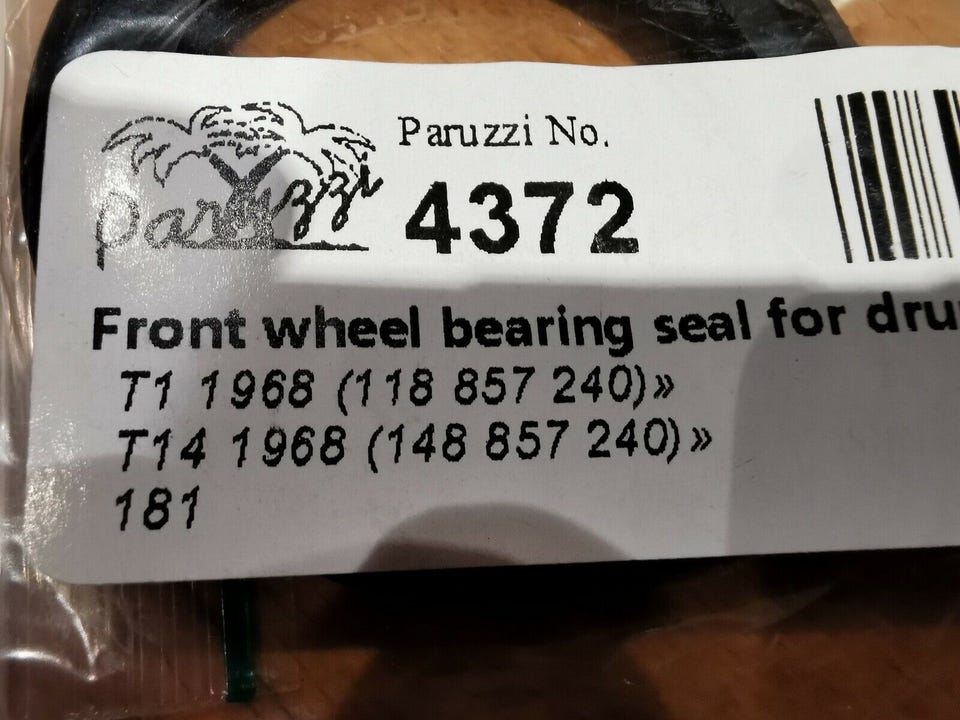 Paruzzi No.
paruzzi
4372
Front wheel bearing seal for dru
T1 1968 (118 857 240)»
T14 1968 (148 857 240)»
181